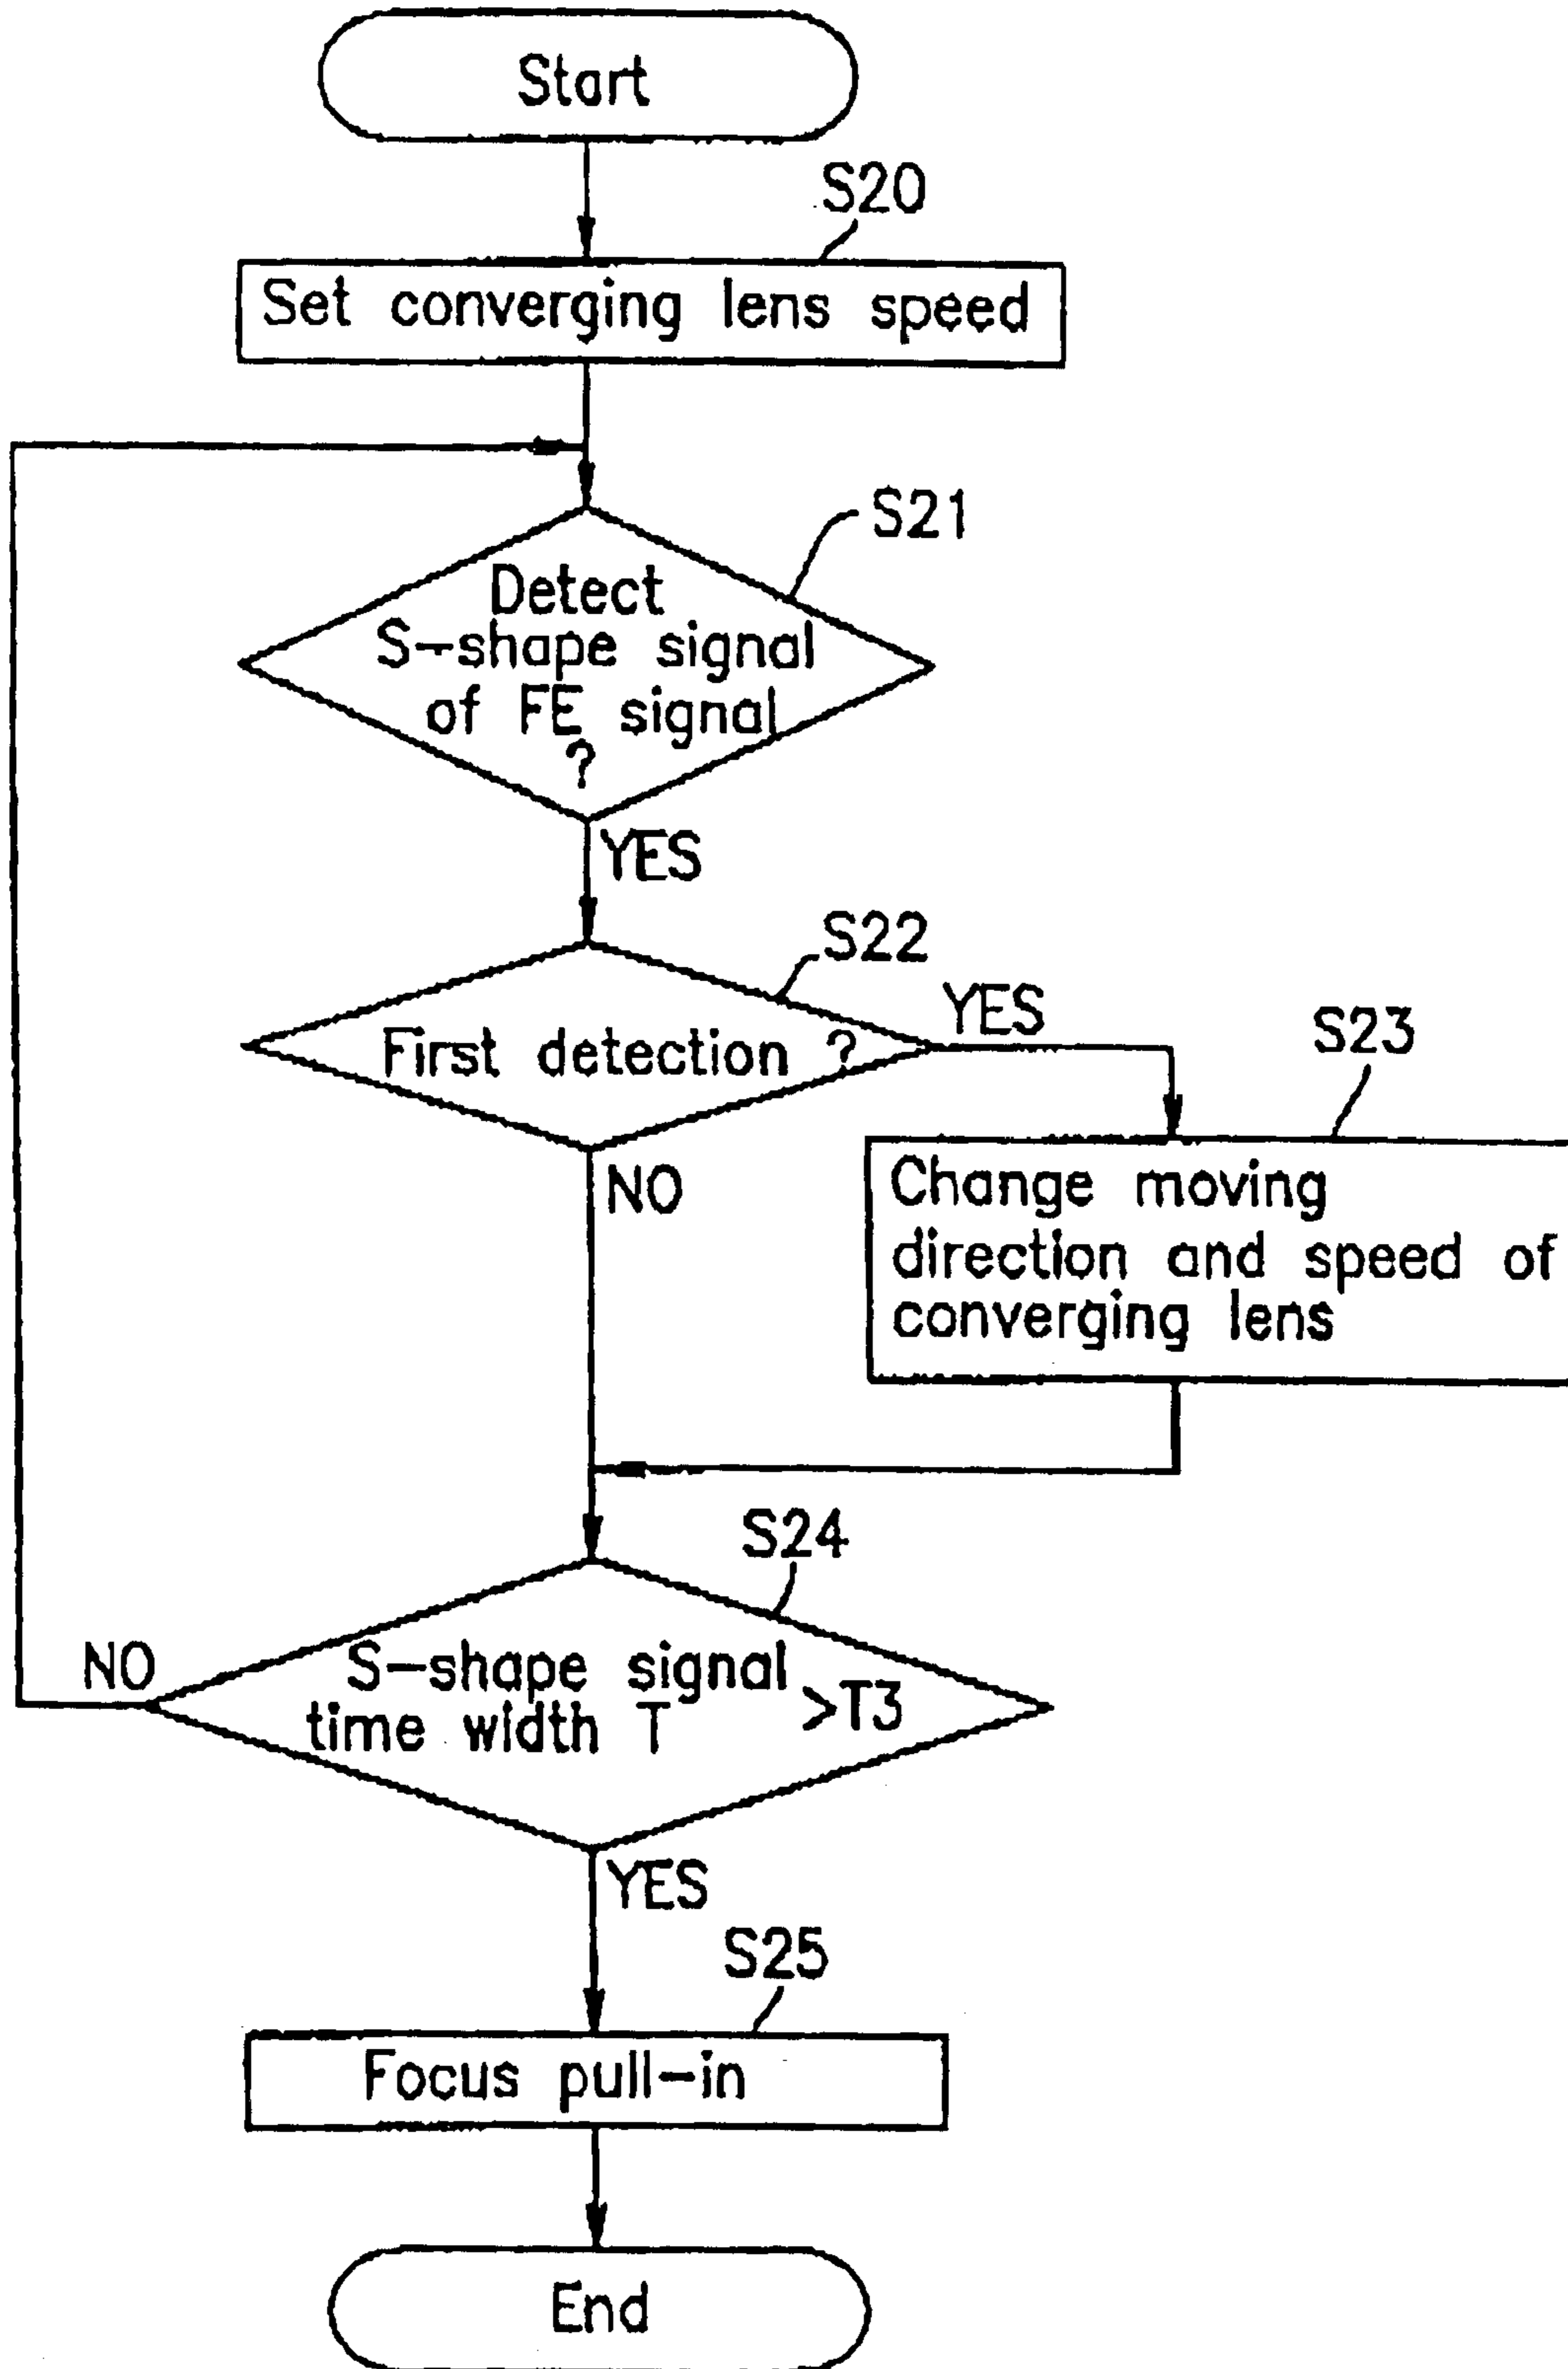 Start
S20
Set converging lens speed
S21
Detect
S-shape signal
of FE signal
?
YES
S22
First detection ?
YES
S23
NO
Change moving
direction and speed of
converging lens
S24
NO
S-shape signal
time width T >T3
YES
S25
Focus pull-in
End